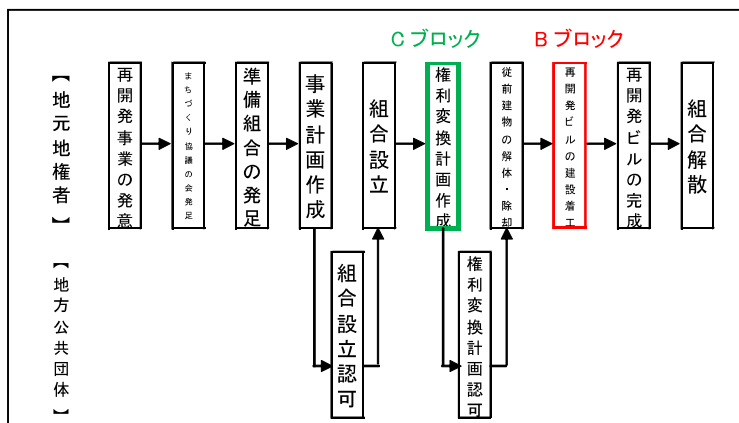 Cブロック
Bブロック
【地元地権者】
再開発事業の発意
まちづくり協議の会発足
準備組合の発足
事業計画作成
組合設立
権利変換計画作成
従前建物の解体・除却
再開発ビルの建設着工
再開発ビルの完成
組合解散
【地方公共団体】
組合設立認可
権利変換計画認可